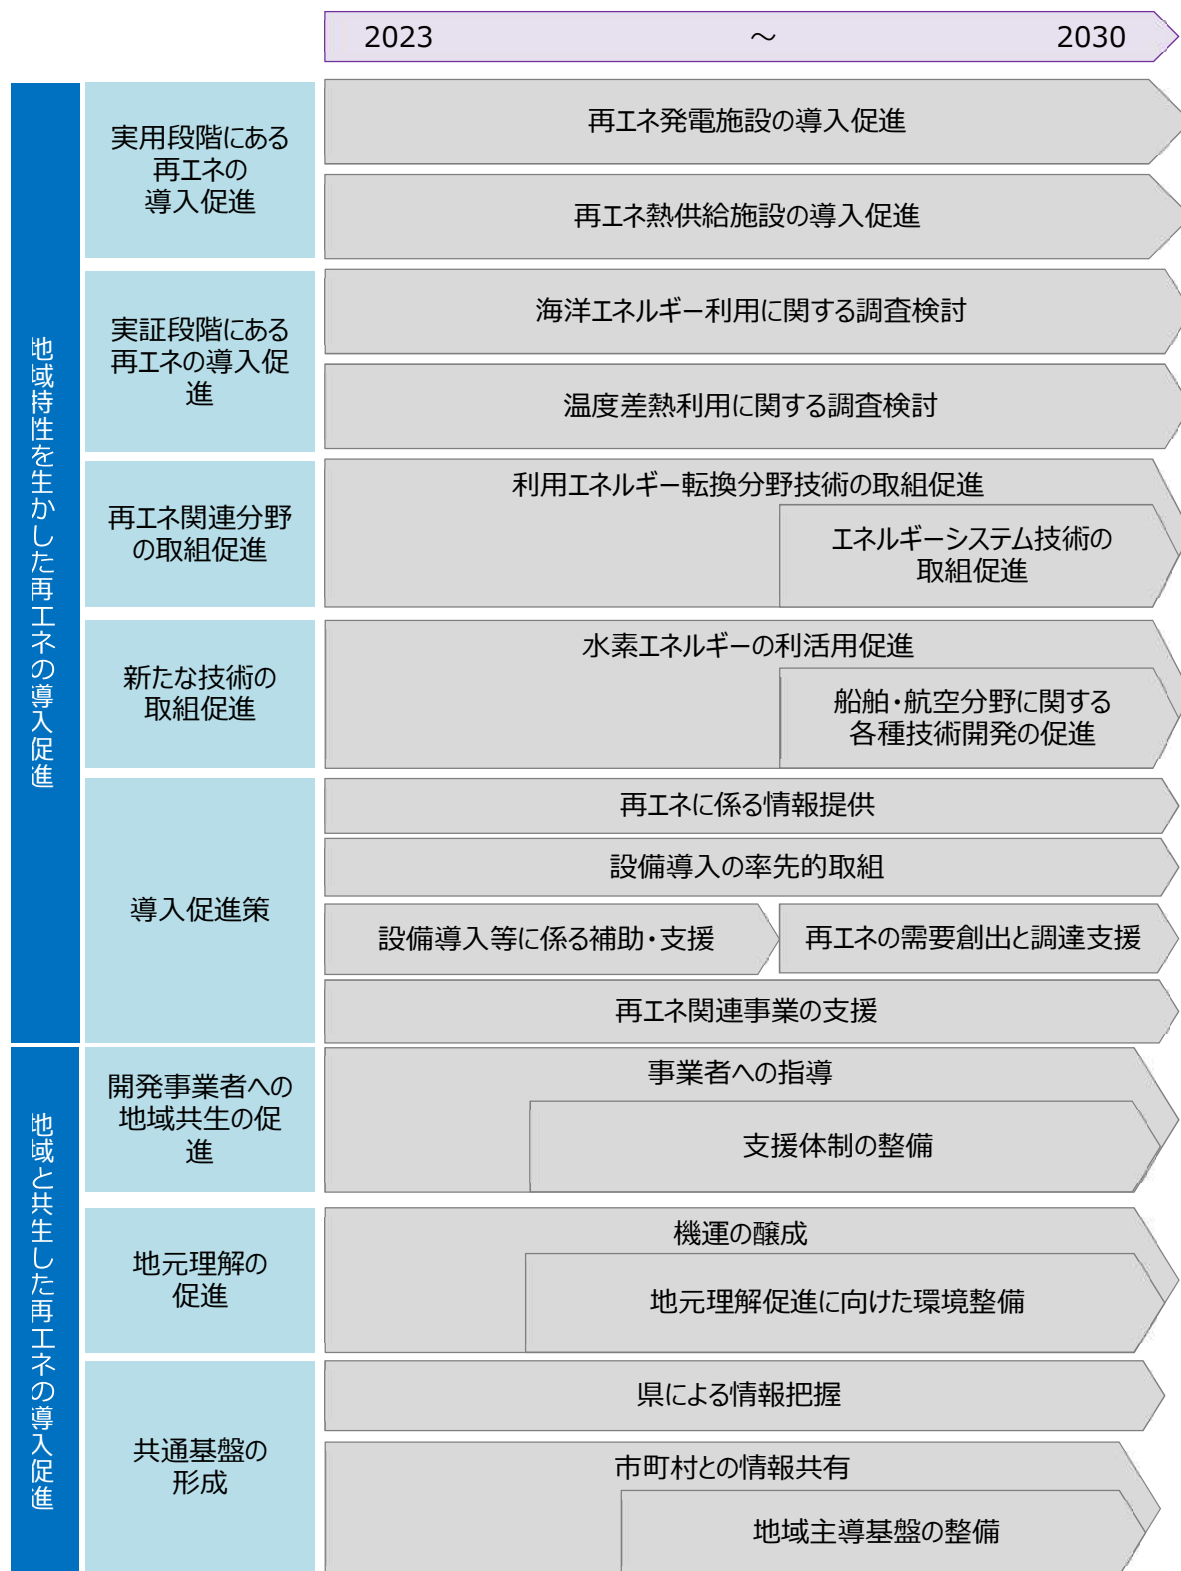 2023 ～ 2030
地域特性を生かした再エネの導入促進
実用段階にある
再エネの
導入促進
再エネ発電施設の導入促進
再エネ熱供給施設の導入促進
実証段階にある
再エネの導入促
進
海洋エネルギー利用に関する調査検討
温度差熱利用に関する調査検討
再エネ関連分野
の取組促進
利用エネルギー転換分野技術の取組促進
エネルギーシステム技術の
取組促進
新たな技術の
取組促進
水素エネルギーの利活用促進
船舶・航空分野に関する
各種技術開発の促進
導入促進策
再エネに係る情報提供
設備導入の率先的取組
設備導入等に係る補助・支援
再エネの需要創出と調達支援
再エネ関連事業の支援
地域と共生した再エネの導入促進
開発事業者への
地域共生の促
進
事業者への指導
支援体制の整備
地元理解の
促進
機運の醸成
地元理解促進に向けた環境整備
共通基盤の
形成
県による情報把握
市町村との情報共有
地域主導基盤の整備